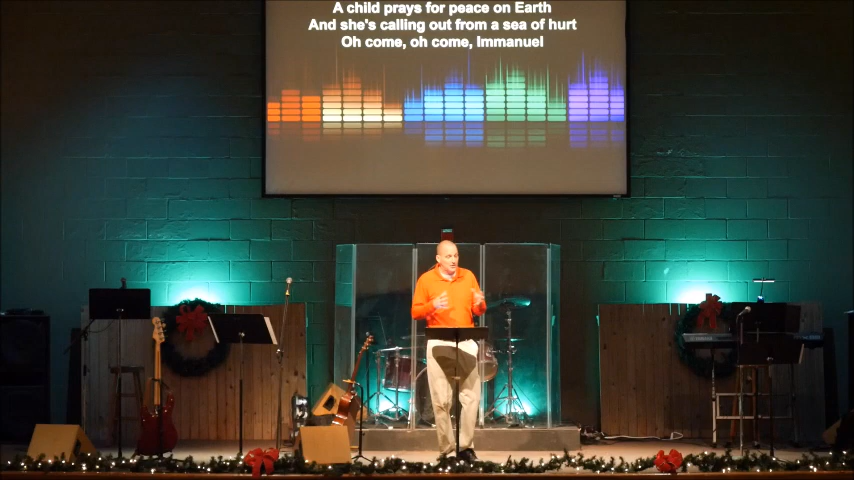 A child prays for peace on Earth
And she's calling out from a sea of hurt
Oh come, oh come, Immanuel